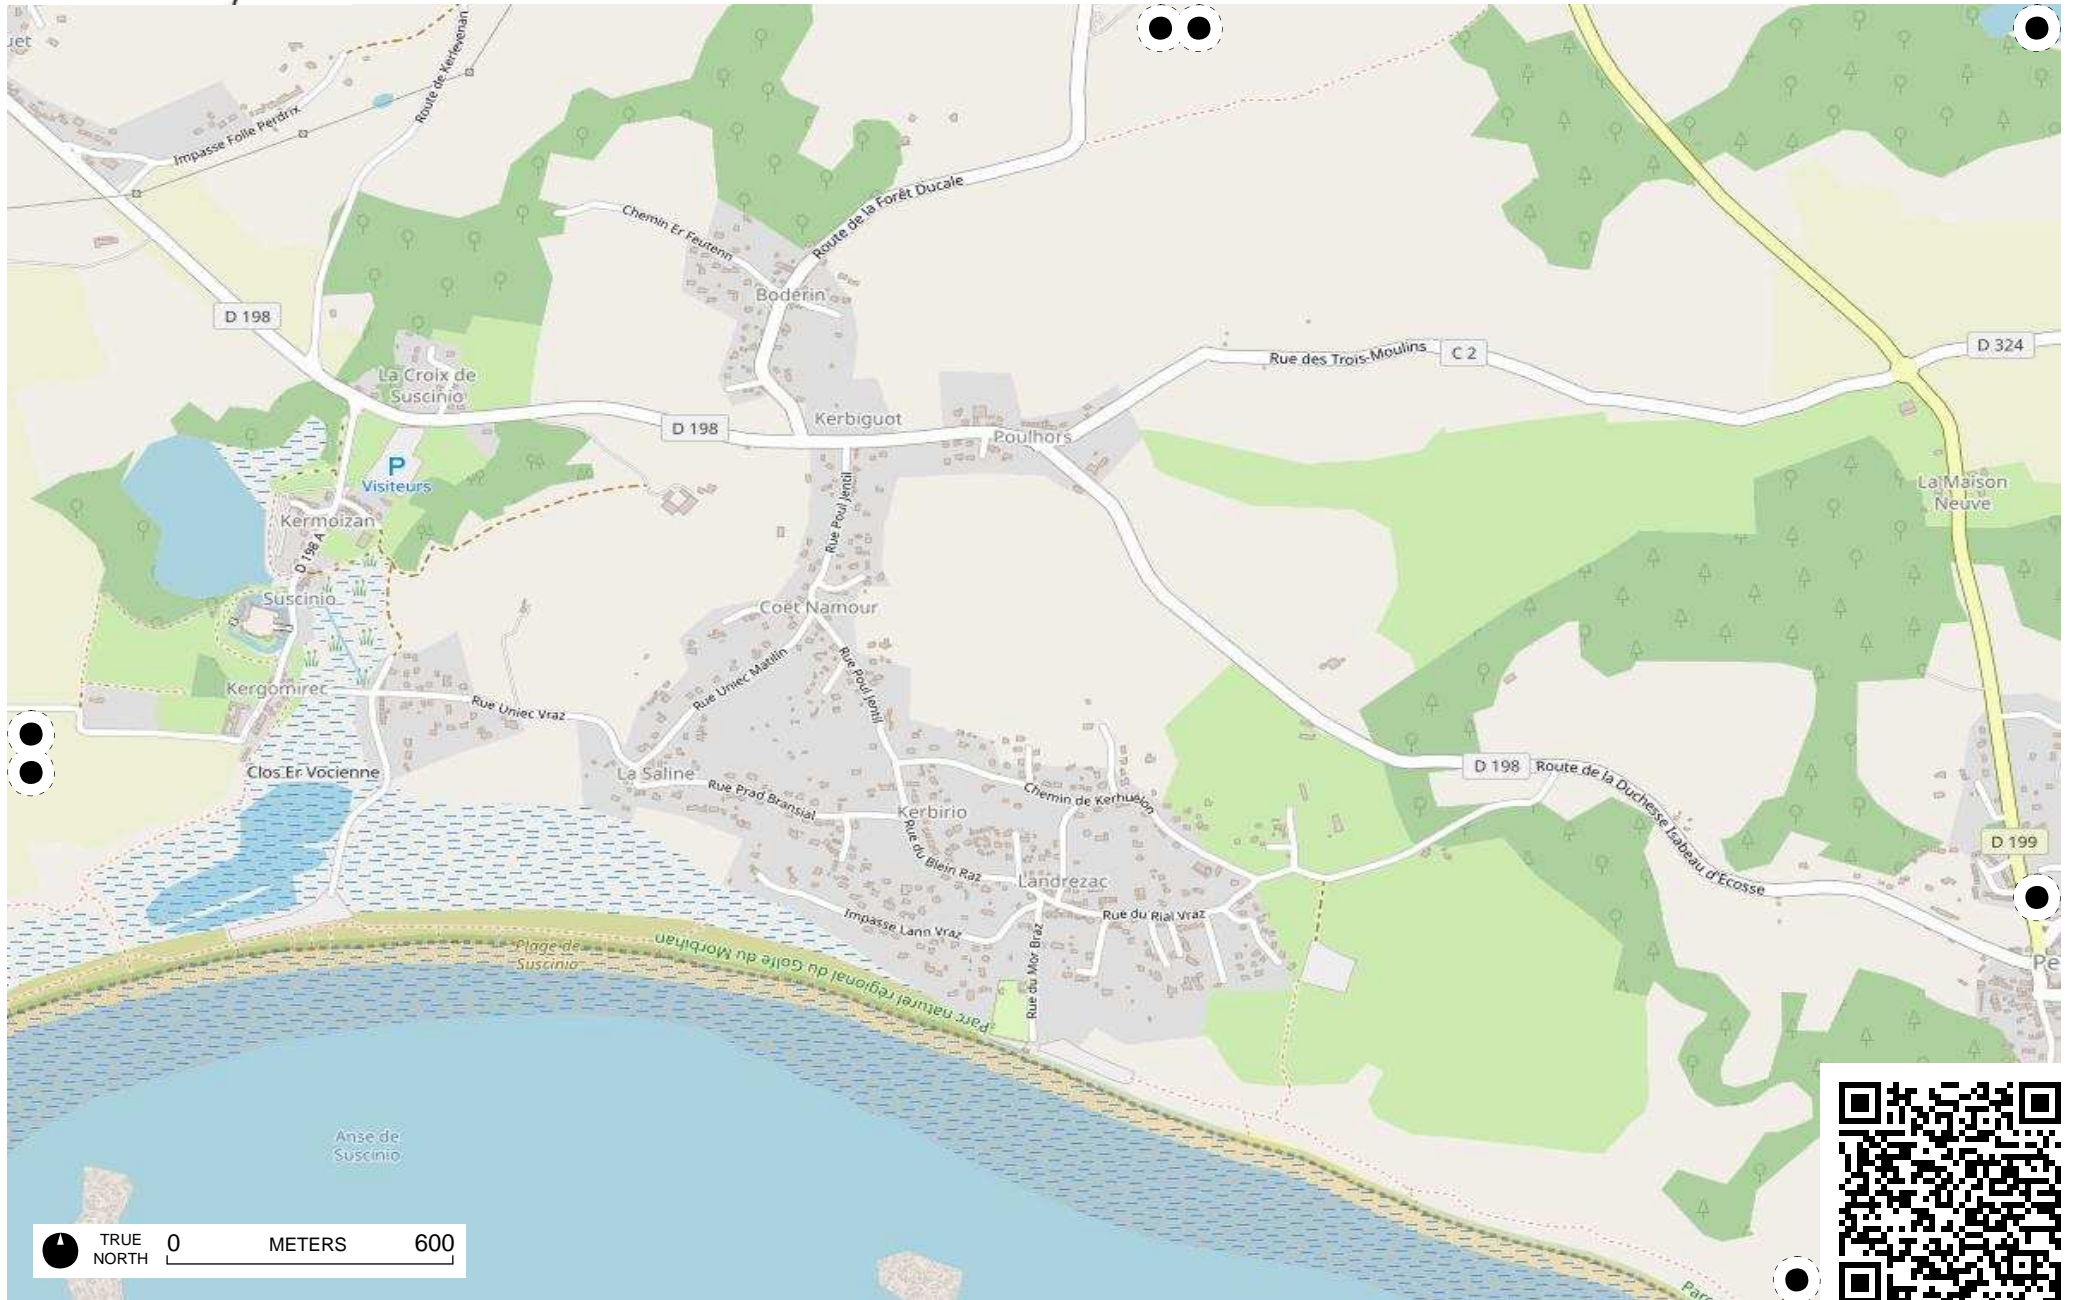 uet
Route de Kerlevenan
Impasse Folle Perdrix
Chemin Er Feutenn
Route de la Forêt Ducale
Boderin
D 198
Rue des Trois-Moulins
C 2
D 324
La Croix de
Suscinio
Kerbiguot
D 198
Poulhors
P
Visiteurs
La Maison
Neuve
Kermoizan
Rue Poul Jentil
D 198 A
Suscinio
Coët Namour
Rue Uniec Matilin
Rue Poul Jentil
Kergomirec
Rue Uniec Vraz
Clos Er Vocienne
La Saline
D 198
Route de la Duchesse Isabeau d'Écosse
Rue Prad Bransial
Chemin de Kerhuelon
Kerbirio
D 199
Rue du Blein Raz
Landrezac
Impasse Lann Vraz
Rue du Rial Vraz
Plage de
Suscinio
Parc naturel régional du Golfe du Morbihan
Rue du Mor Braz
Pe
Anse de
Suscinio
TRUE
NORTH
0 METERS 600
Parc